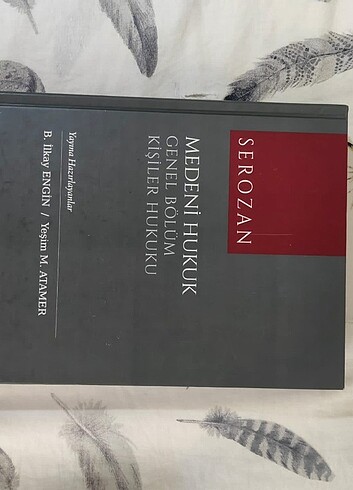 SEROZAN
MEDENİ HUKUK
GENEL BÖLÜM
KİŞİLER HUKUKU
Yayına Hazırlayanlar
B. İlkay ENGİN / Yeşim M. ATAMER